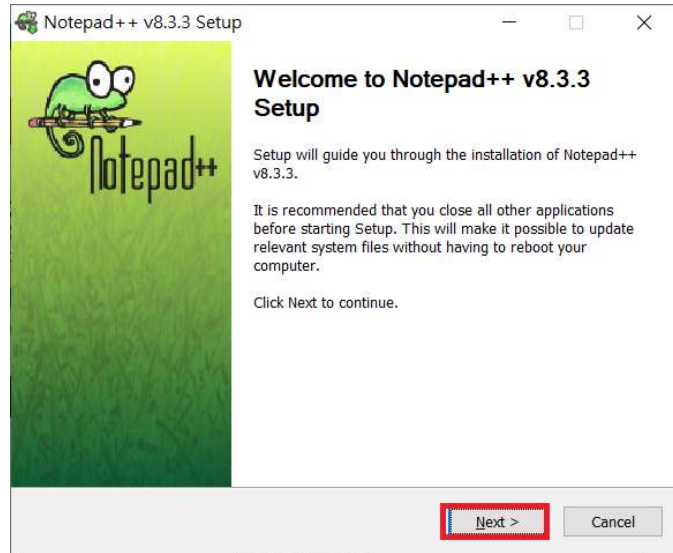 Notepad++ v8.3.3 Setup
Notepad++
Welcome to Notepad++ v8.3.3
Setup
Setup will guide you through the installation of Notepad++
v8.3.3.
It is recommended that you close all other applications
before starting Setup. This will make it possible to update
relevant system files without having to reboot your
computer.
Click Next to continue.
Next >
Cancel